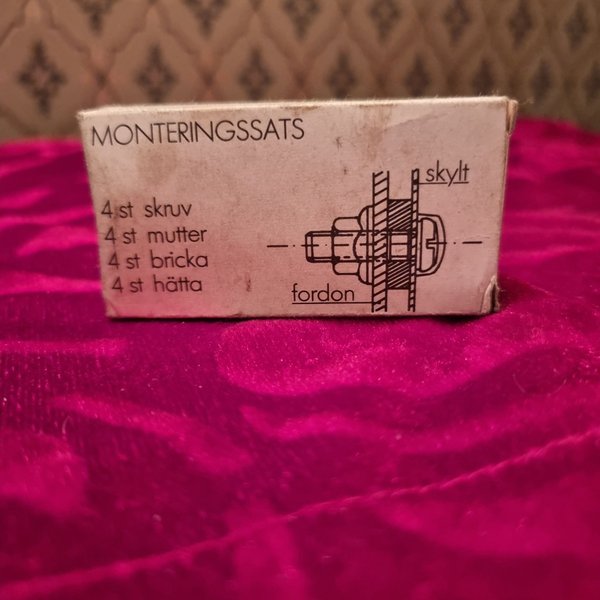 MONTERINGSSATS
4 st skruv
4 st mutter
4 st bricka
4 st hätta
skylt
fordon